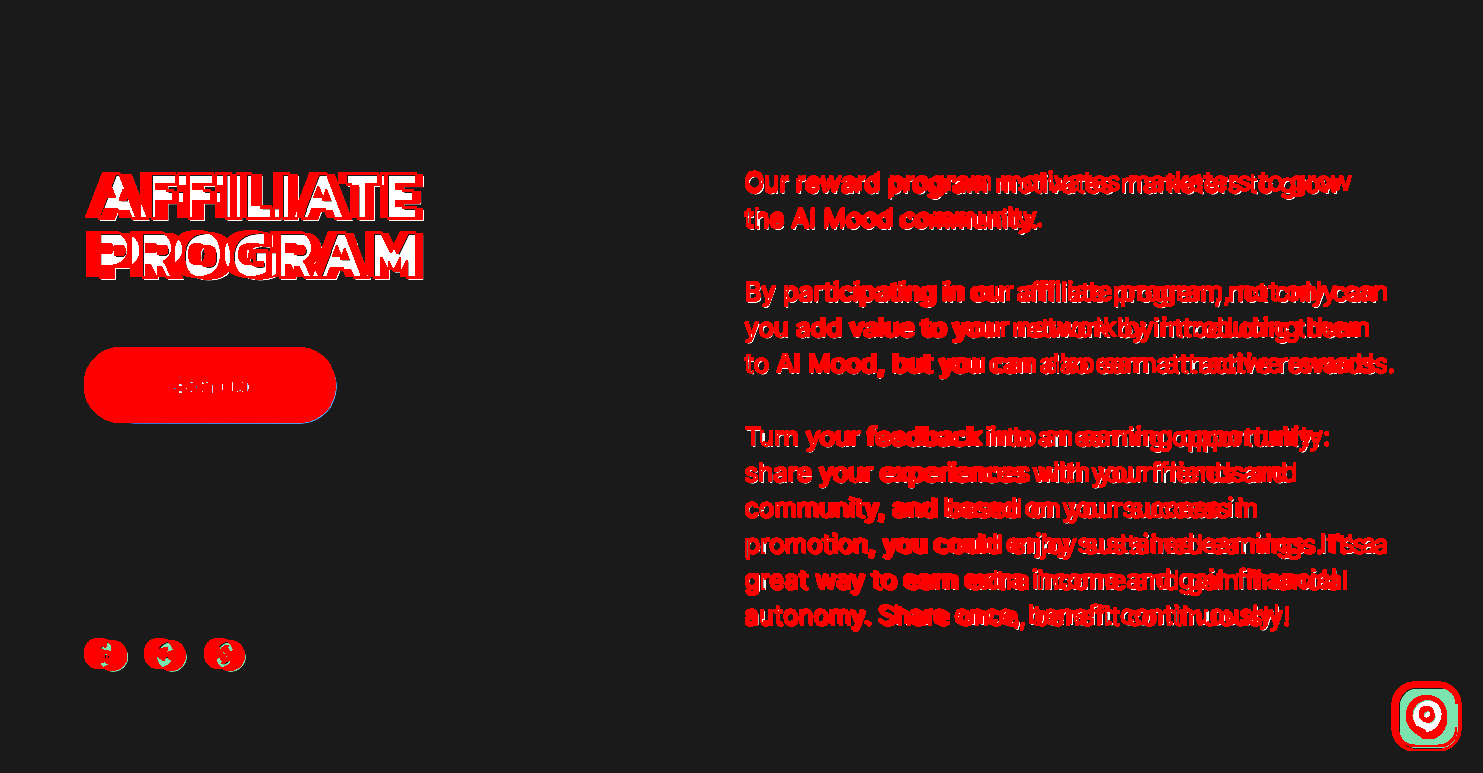 AFFILIATE
PROGRAM
Our reward program motivates marketers to grow
the AI Mood community.
By participating in our affiliate program, not only can
you add value to your network by introducing them
to AI Mood, but you can also earn attractive rewards.
Turn your feedback into an earning opportunity:
share your experiences with your friends and
community, and based on your success in
promotion, you could enjoy sustained earnings. It's a
great way to earn extra income and gain financial
autonomy. Share once, benefit continuously!